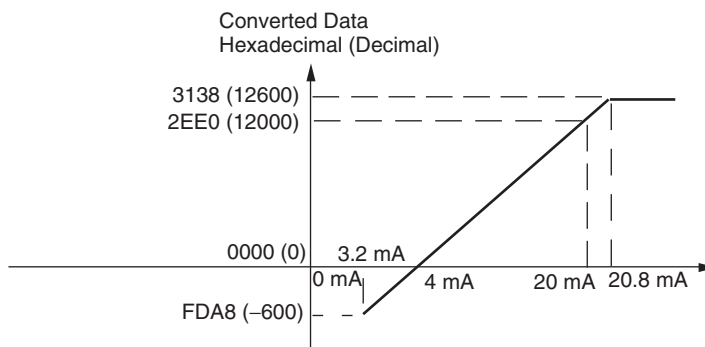 Converted Data
Hexadecimal (Decimal)
3138 (12600)
2EE0 (12000)
0000 (0)
3.2 mA
0 mA
4 mA
20 mA
20.8 mA
FDA8 (−600)